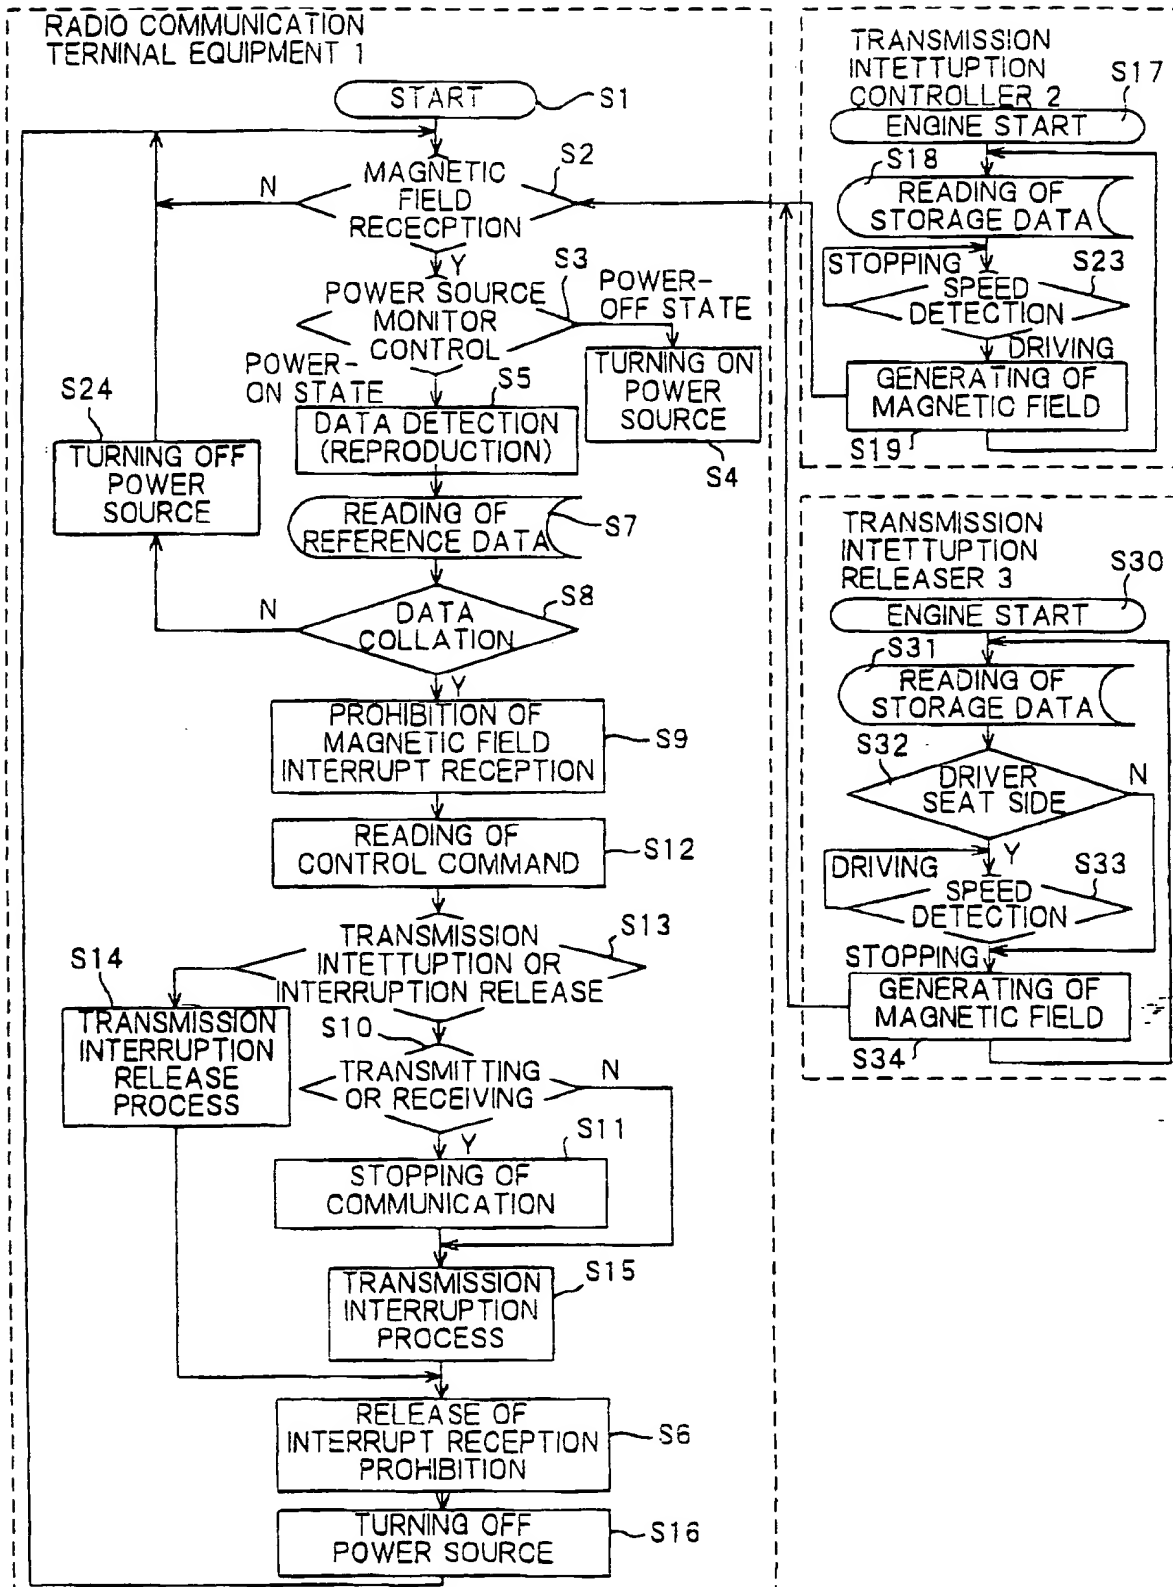 RADIO COMMUNICATION
TERNINAL EQUIPMENT 1
START
S1
MAGNETIC
FIELD
RECECPTION
S2
N
Y
S3
POWER SOURCE
MONITOR
CONTROL
POWER-
OFF STATE
POWER-
ON STATE
TURNING ON
POWER
SOURCE
S4
S5
DATA DETECTION
(REPRODUCTION)
S24
TURNING OFF
POWER
SOURCE
READING OF
REFERENCE DATA
S7
DATA
COLLATION
S8
N
Y
PROHIBITION OF
MAGNETIC FIELD
INTERRUPT RECEPTION
S9
READING OF
CONTROL COMMAND
S12
TRANSMISSION
INTETTUPTION OR
INTERRUPTION RELEASE
S13
S14
TRANSMISSION
INTERRUPTION
RELEASE
PROCESS
S10
TRANSMITTING
OR RECEIVING
N
Y
S11
STOPPING OF
COMMUNICATION
TRANSMISSION
INTERRUPTION
PROCESS
S15
RELEASE OF
INTERRUPT RECEPTION
PROHIBITION
S6
TURNING OFF
POWER SOURCE
S16
TRANSMISSION
INTETTUPTION
CONTROLLER 2
S17
ENGINE START
S18
READING OF
STORAGE DATA
STOPPING
S23
SPEED
DETECTION
DRIVING
GENERATING OF
MAGNETIC FIELD
S19
TRANSMISSION
INTETTUPTION
RELEASER 3
S30
ENGINE START
S31
READING OF
STORAGE DATA
S32
DRIVER
SEAT SIDE
N
Y
DRIVING
S33
SPEED
DETECTION
STOPPING
GENERATING OF
MAGNETIC FIELD
S34